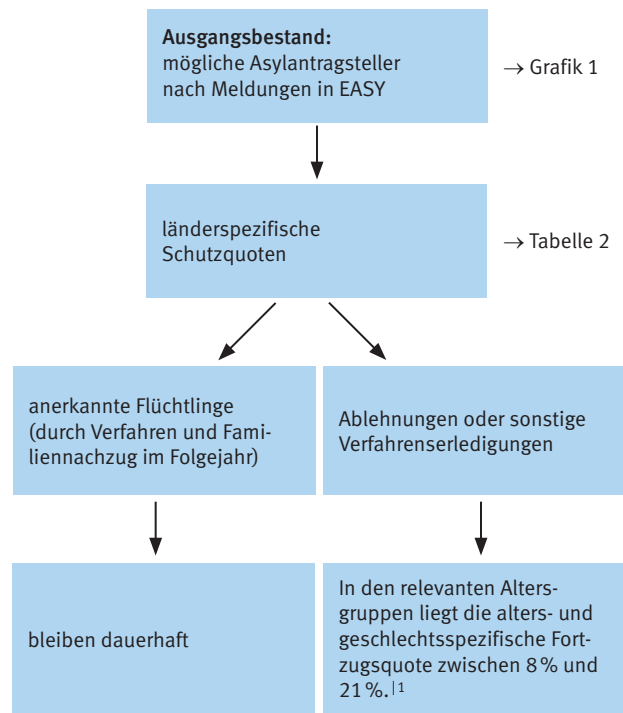 Ausgangsbestand:
mögliche Asylantragsteller
nach Meldungen in EASY
→ Grafik 1
länderspezifische
Schutzquoten
→ Tabelle 2
anerkannte Flüchtlinge
(durch Verfahren und Fami-
liennachzug im Folgejahr)
Ablehnungen oder sonstige
Verfahrenserledigungen
bleiben dauerhaft
In den relevanten Alters-
gruppen liegt die alters- und
geschlechtsspezifische Fort-
zugsquote zwischen 8 % und
21 %.|1